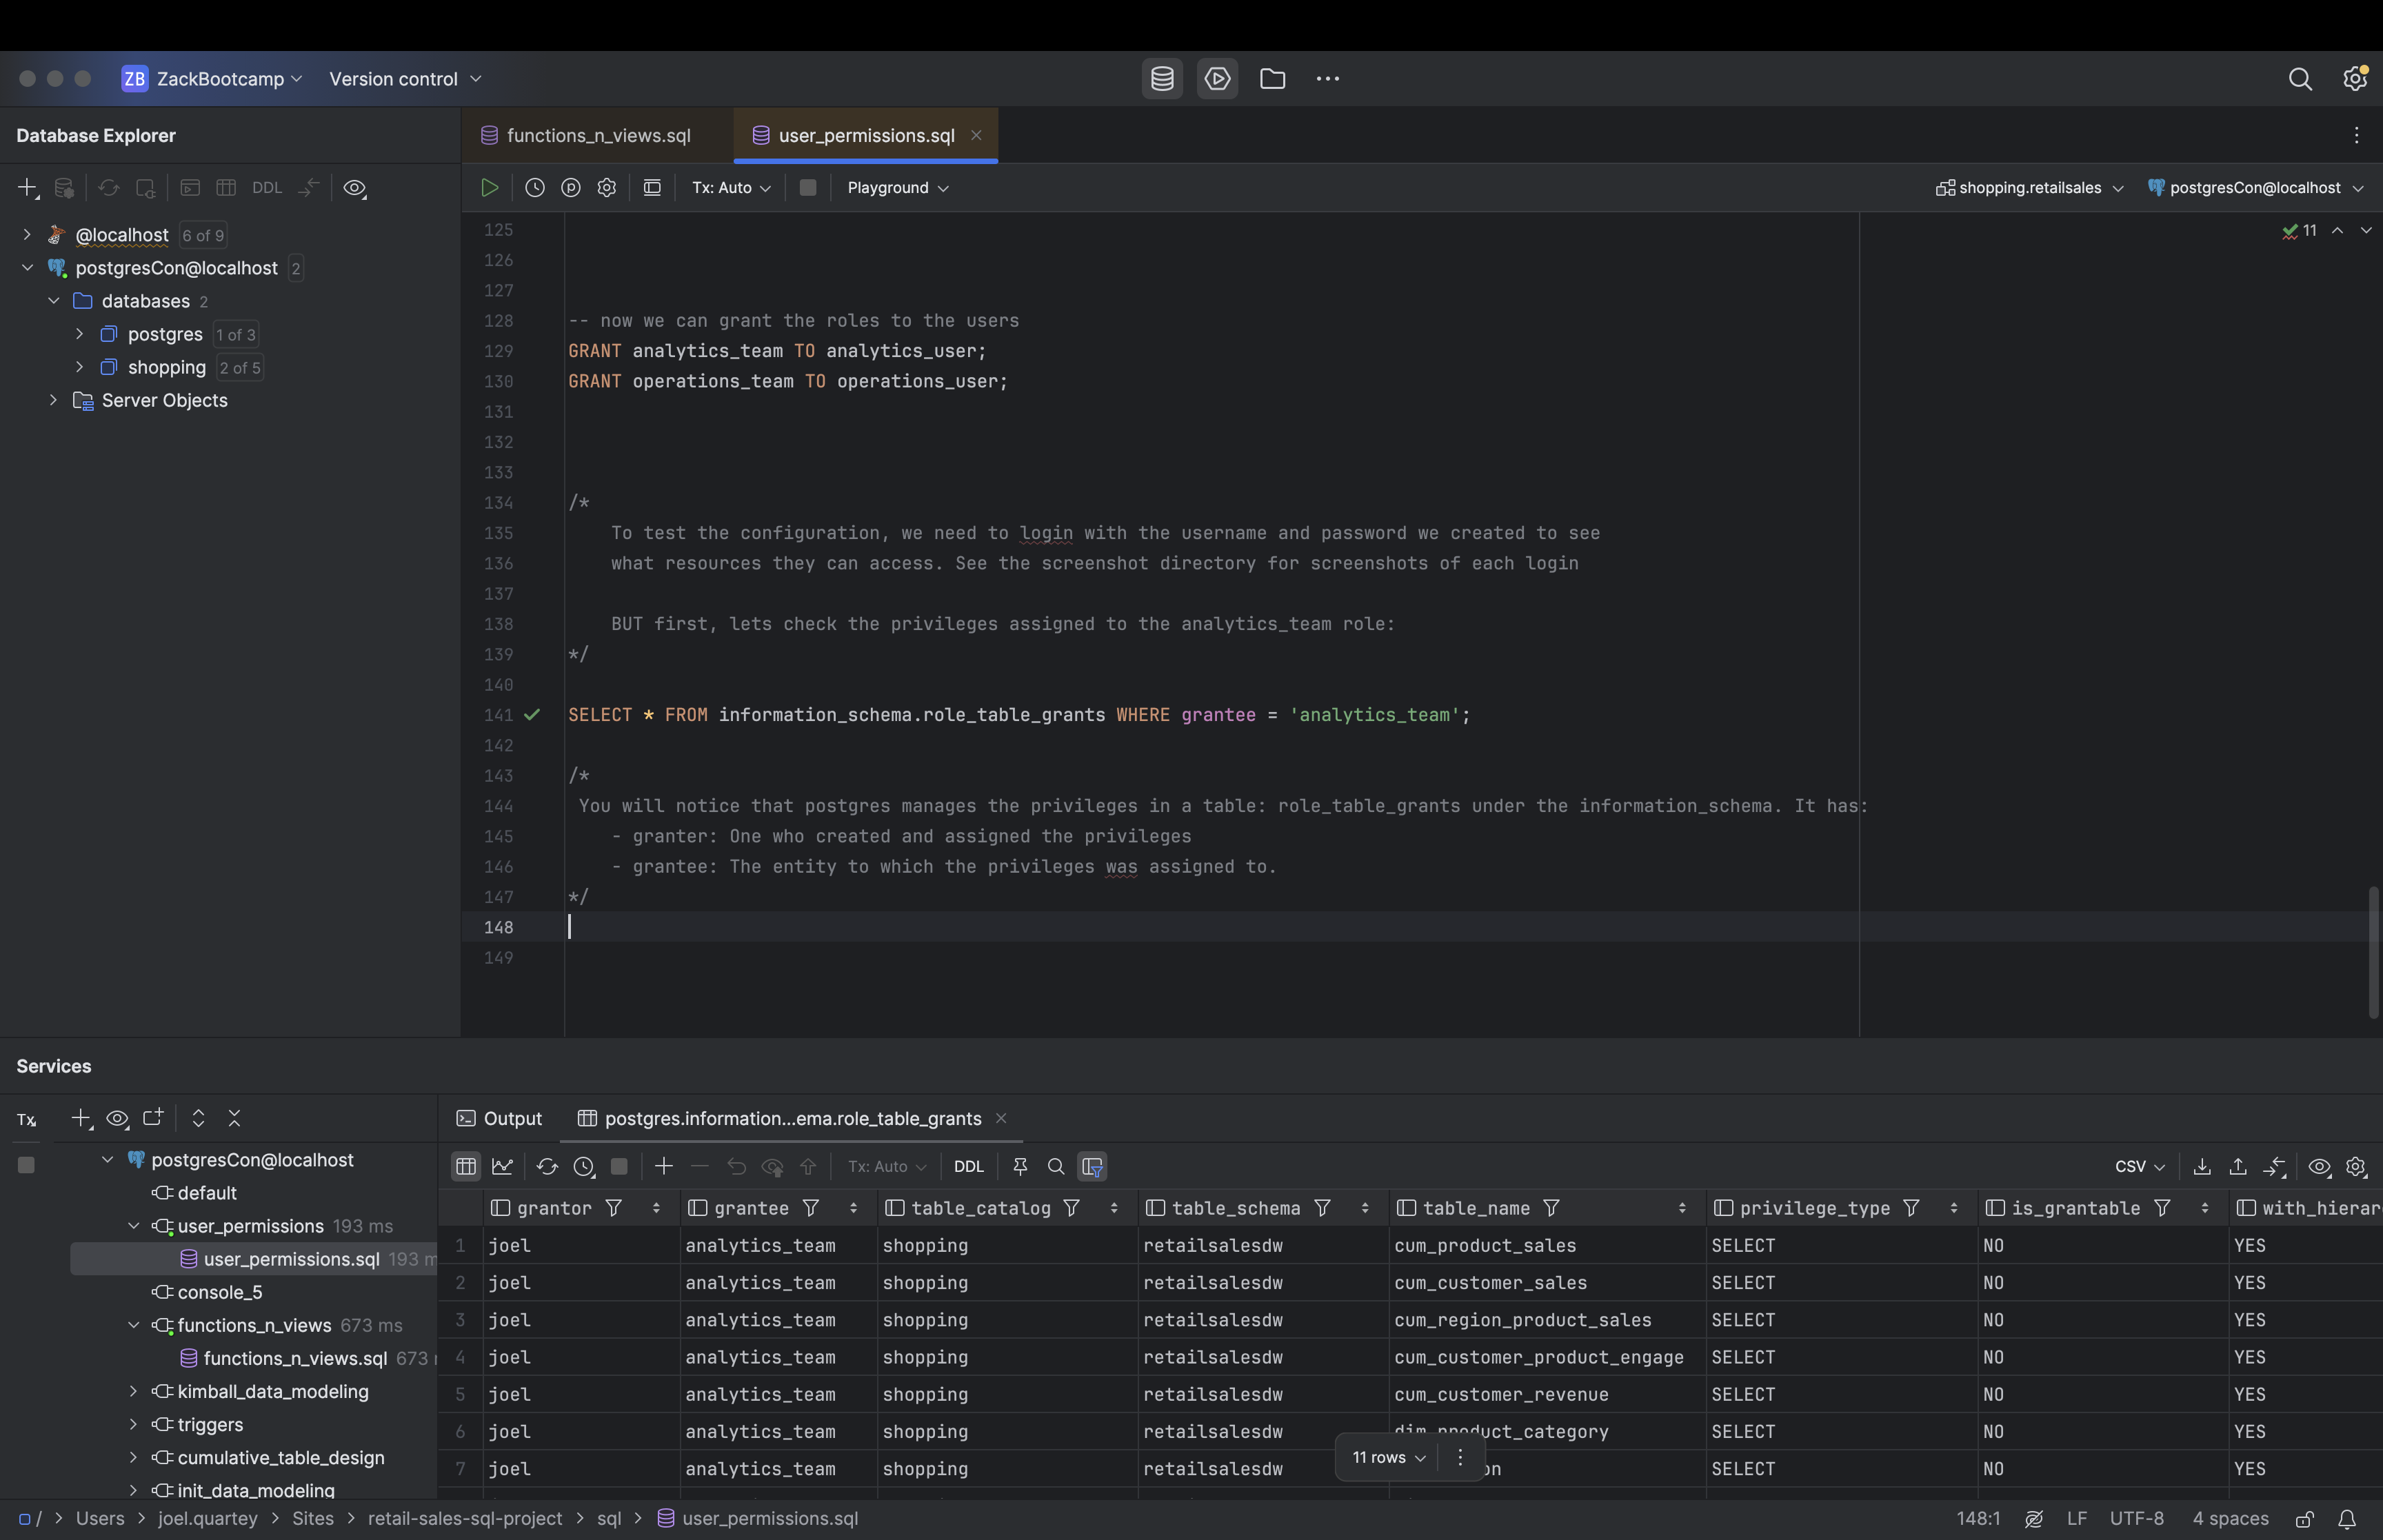 ZB ZackBootcamp Version control
Database Explorer
functions_n_views.sql
user_permissions.sql
DDL
Tx: Auto
Playground
shopping.retailsales
postgresCon@localhost
@localhost 6 of 9
postgresCon@localhost 2
databases 2
postgres 1 of 3
shopping 2 of 5
Server Objects
11
125
126
127
128 -- now we can grant the roles to the users
129 GRANT analytics_team TO analytics_user;
130 GRANT operations_team TO operations_user;
131
132
133
134 /*
135 To test the configuration, we need to login with the username and password we created to see
136 what resources they can access. See the screenshot directory for screenshots of each login
137
138 BUT first, lets check the privileges assigned to the analytics_team role:
139 */
140
141 SELECT * FROM information_schema.role_table_grants WHERE grantee = 'analytics_team';
142
143 /*
144 You will notice that postgres manages the privileges in a table: role_table_grants under the information_schema. It has:
145 - granter: One who created and assigned the privileges
146 - grantee: The entity to which the privileges was assigned to.
147 */
148
149
Services
Tx
postgresCon@localhost
default
user_permissions 193 ms
user_permissions.sql 193 m
console_5
functions_n_views 673 ms
functions_n_views.sql 673
kimball_data_modeling
triggers
cumulative_table_design
init_data_modeling
Output
postgres.information...ema.role_table_grants
Tx: Auto DDL CSV
grantor grantee table_catalog table_schema table_name privilege_type is_grantable with_hierar
1 joel analytics_team shopping retailsalesdw cum_product_sales SELECT NO YES
2 joel analytics_team shopping retailsalesdw cum_customer_sales SELECT NO YES
3 joel analytics_team shopping retailsalesdw cum_region_product_sales SELECT NO YES
4 joel analytics_team shopping retailsalesdw cum_customer_product_engage SELECT NO YES
5 joel analytics_team shopping retailsalesdw cum_customer_revenue SELECT NO YES
6 joel analytics_team shopping retailsalesdw dim_product_category SELECT NO YES
7 joel analytics_team shopping retailsalesdw on SELECT NO YES
11 rows
/ > Users > joel.quartey > Sites > retail-sales-sql-project > sql > user_permissions.sql
148:1 LF UTF-8 4 spaces